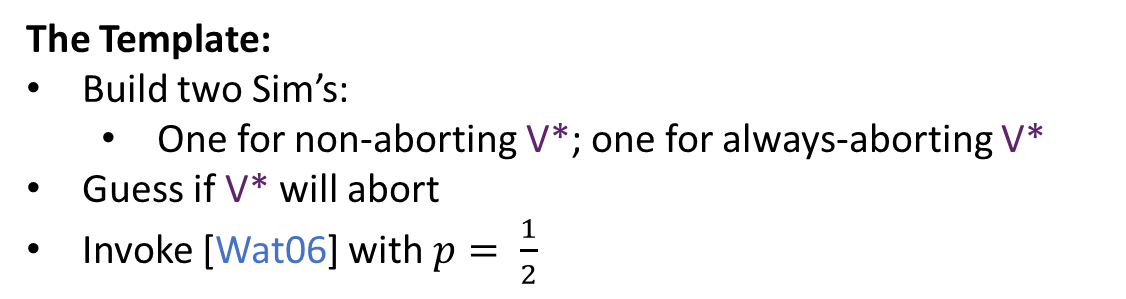 The Template:
• Build two Sim’s:
• One for non-aborting V*; one for always-aborting V*
• Guess if V* will abort
• Invoke [Wat06] with p = 1/2